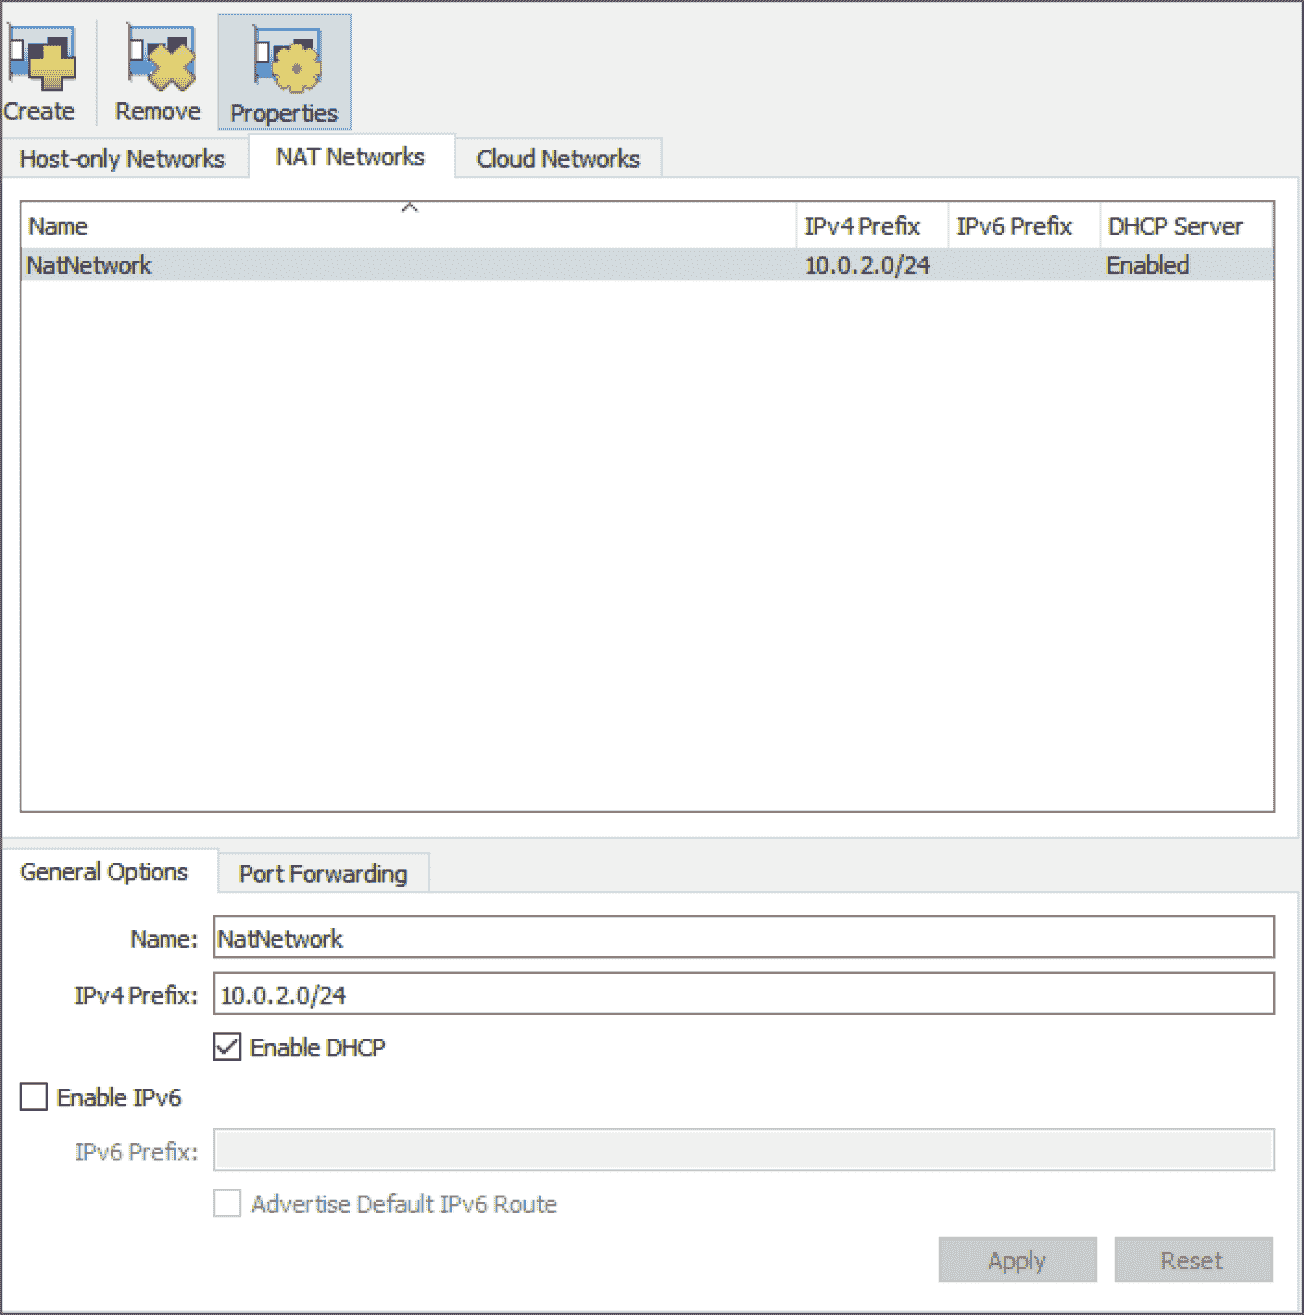 Create Remove Properties
Host-only Networks NAT Networks Cloud Networks
Name IPv4 Prefix IPv6 Prefix DHCP Server
NatNetwork 10.0.2.0/24 Enabled
General Options Port Forwarding
Name: NatNetwork
IPv4 Prefix: 10.0.2.0/24
Enable DHCP
Enable IPv6
IPv6 Prefix:
Advertise Default IPv6 Route
Apply Reset